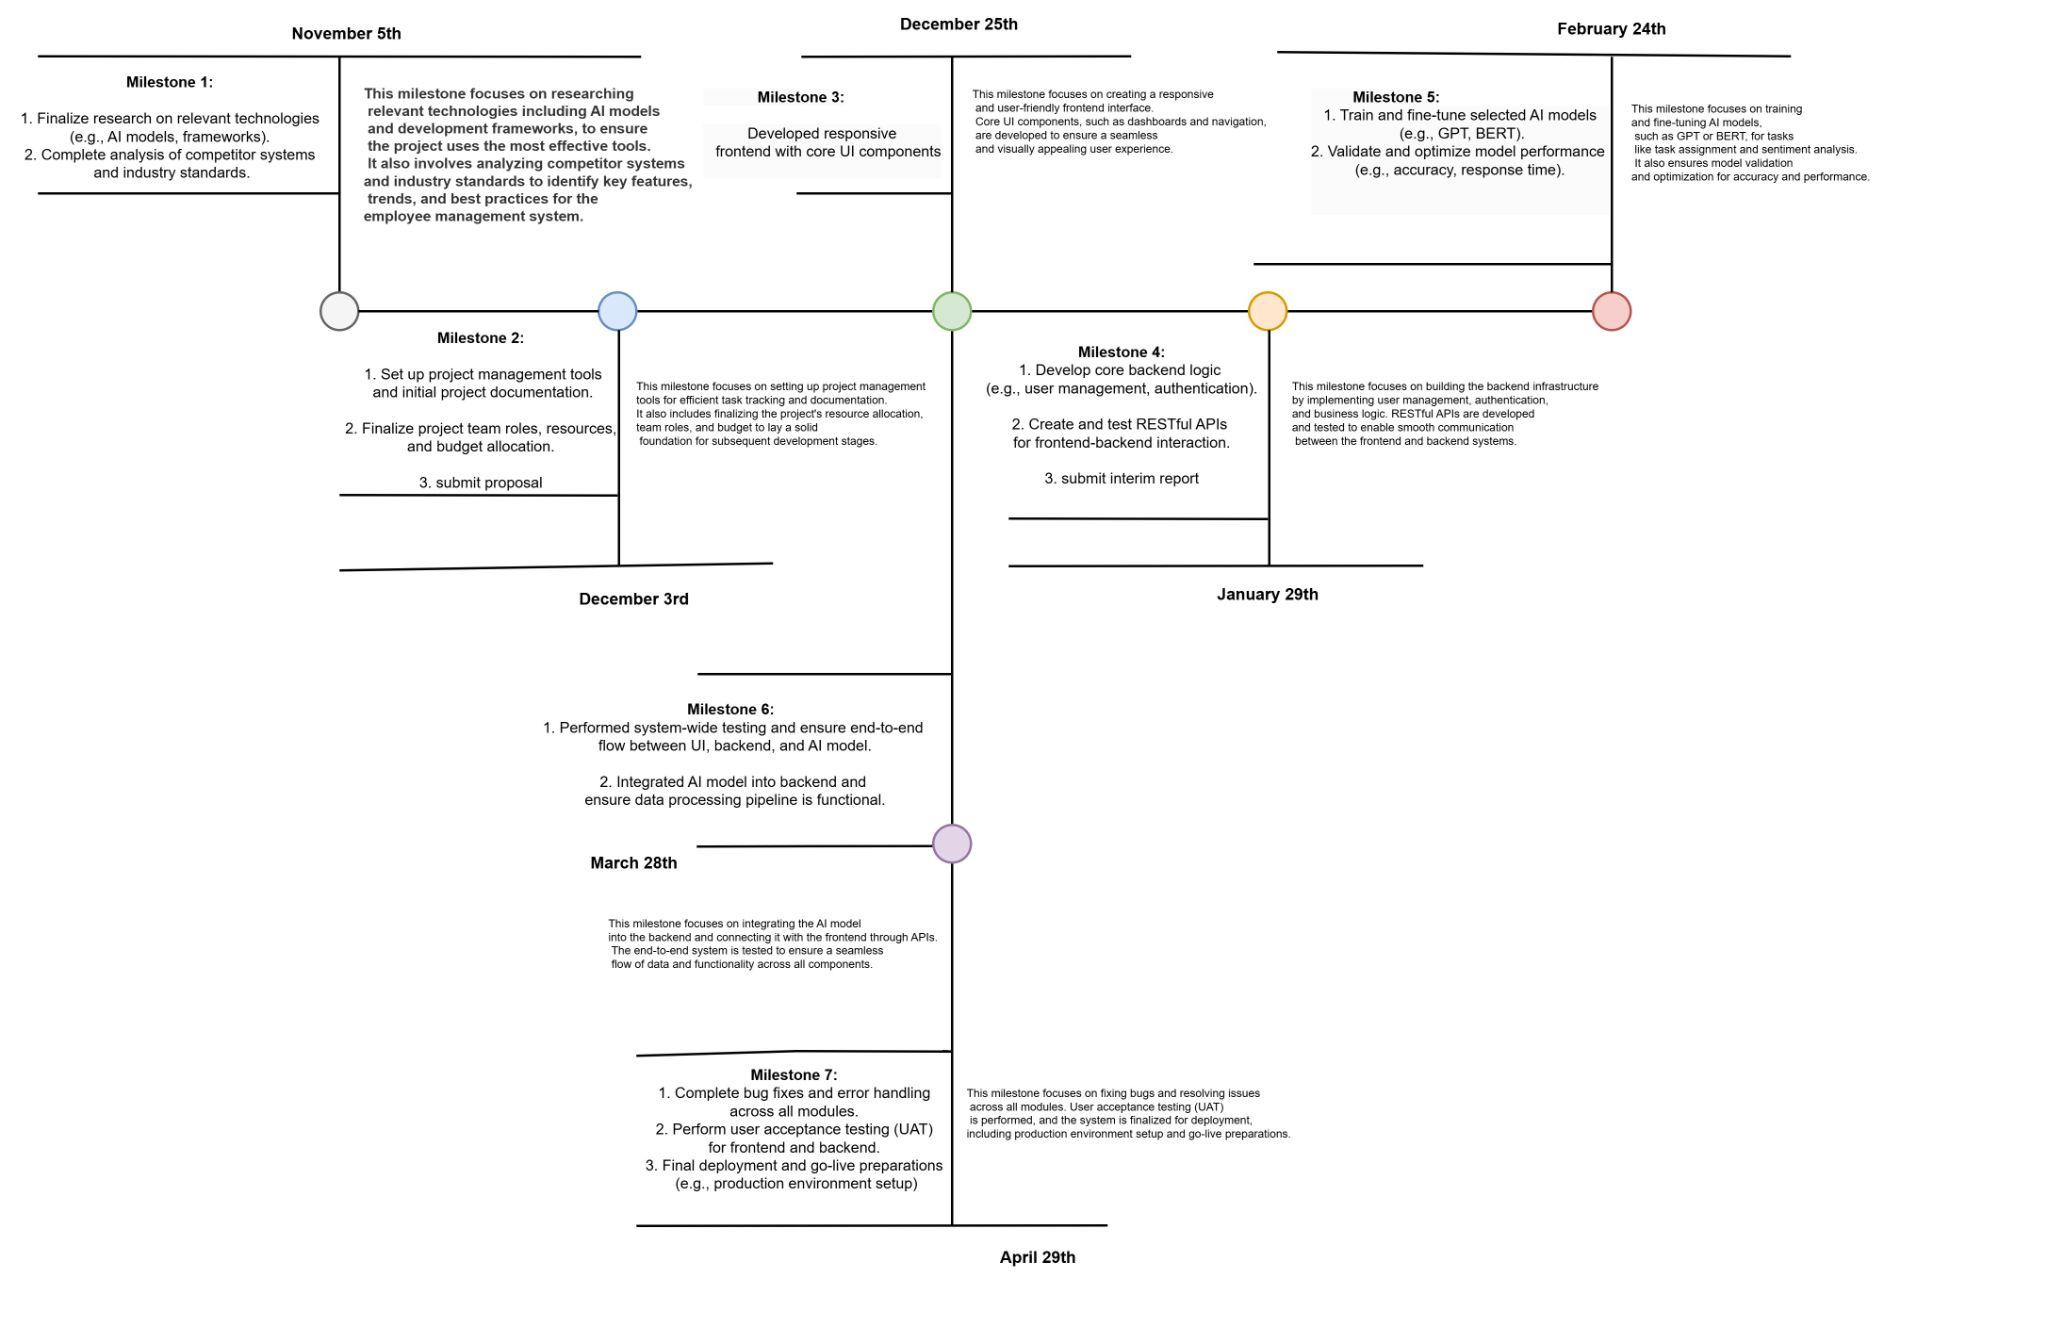 November 5th
Milestone 1:
1. Finalize research on relevant technologies
(e.g., AI models, frameworks).
2. Complete analysis of competitor systems
and industry standards.
This milestone focuses on researching
relevant technologies including AI models
and development frameworks, to ensure
the project uses the most effective tools.
It also involves analyzing competitor systems
and industry standards to identify key features,
trends, and best practices for the
employee management system.
December 25th
Milestone 3:
Developed responsive
frontend with core UI components
This milestone focuses on creating a responsive
and user-friendly frontend interface.
Core UI components, such as dashboards and navigation,
are developed to ensure a seamless
and visually appealing user experience.
February 24th
Milestone 5:
1. Train and fine-tune selected AI models
(e.g., GPT, BERT).
2. Validate and optimize model performance
(e.g., accuracy, response time).
This milestone focuses on training
and fine-tuning AI models,
such as GPT or BERT, for tasks
like task assignment and sentiment analysis.
It also ensures model validation
and optimization for accuracy and performance.
Milestone 2:
1. Set up project management tools
and initial project documentation.
2. Finalize project team roles, resources,
and budget allocation.
3. submit proposal
This milestone focuses on setting up project management
tools for efficient task tracking and documentation.
It also includes finalizing the project's resource allocation,
team roles, and budget to lay a solid
foundation for subsequent development stages.
December 3rd
Milestone 4:
1. Develop core backend logic
(e.g., user management, authentication).
2. Create and test RESTful APIs
for frontend-backend interaction.
3. submit interim report
This milestone focuses on building the backend infrastructure
by implementing user management, authentication,
and business logic. RESTful APIs are developed
and tested to enable smooth communication
between the frontend and backend systems.
January 29th
Milestone 6:
1. Performed system-wide testing and ensure end-to-end
flow between UI, backend, and AI model.
2. Integrated AI model into backend and
ensure data processing pipeline is functional.
March 28th
This milestone focuses on integrating the AI model
into the backend and connecting it with the frontend through APIs.
The end-to-end system is tested to ensure a seamless
flow of data and functionality across all components.
Milestone 7:
1. Complete bug fixes and error handling
across all modules.
2. Perform user acceptance testing (UAT)
for frontend and backend.
3. Final deployment and go-live preparations
(e.g., production environment setup)
This milestone focuses on fixing bugs and resolving issues
across all modules. User acceptance testing (UAT)
is performed, and the system is finalized for deployment,
including production environment setup and go-live preparations.
April 29th